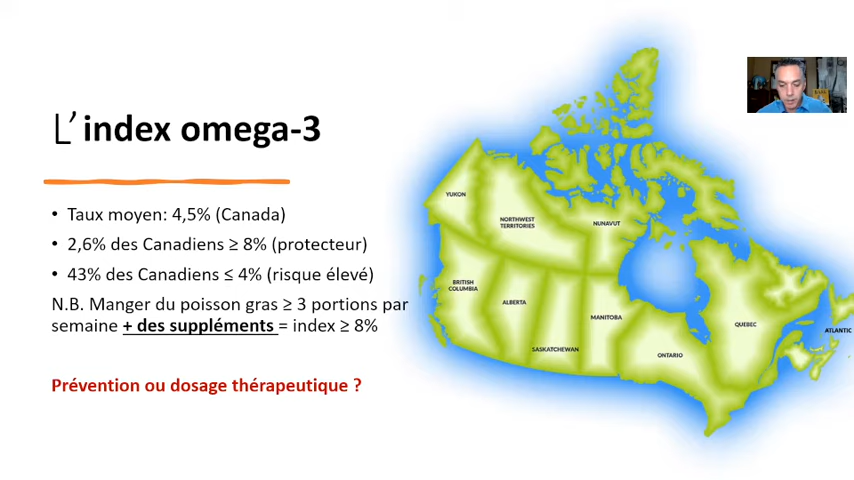 L'index omega-3
• Taux moyen: 4,5% (Canada)
• 2,6% des Canadiens ≥ 8% (protecteur)
• 43% des Canadiens ≤ 4% (risque élevé)
N.B. Manger du poisson gras ≥ 3 portions par
semaine + des suppléments = index ≥ 8%
Prévention ou dosage thérapeutique ?
YUKON
NORTHWEST
TERRITORIES
NUNAVUT
BRITISH
COLUMBIA
ALBERTA
SASKATCHEWAN
MANITOBA
ONTARIO
QUEBEC
ATLANTIC